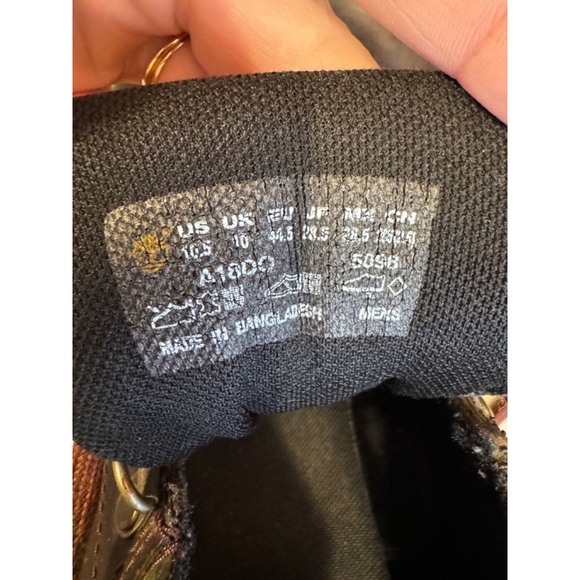 US UK EU JP MX CN
10.5 10 44.5 28.5 28.5
5098
MADE IN BANGLADESH MENS